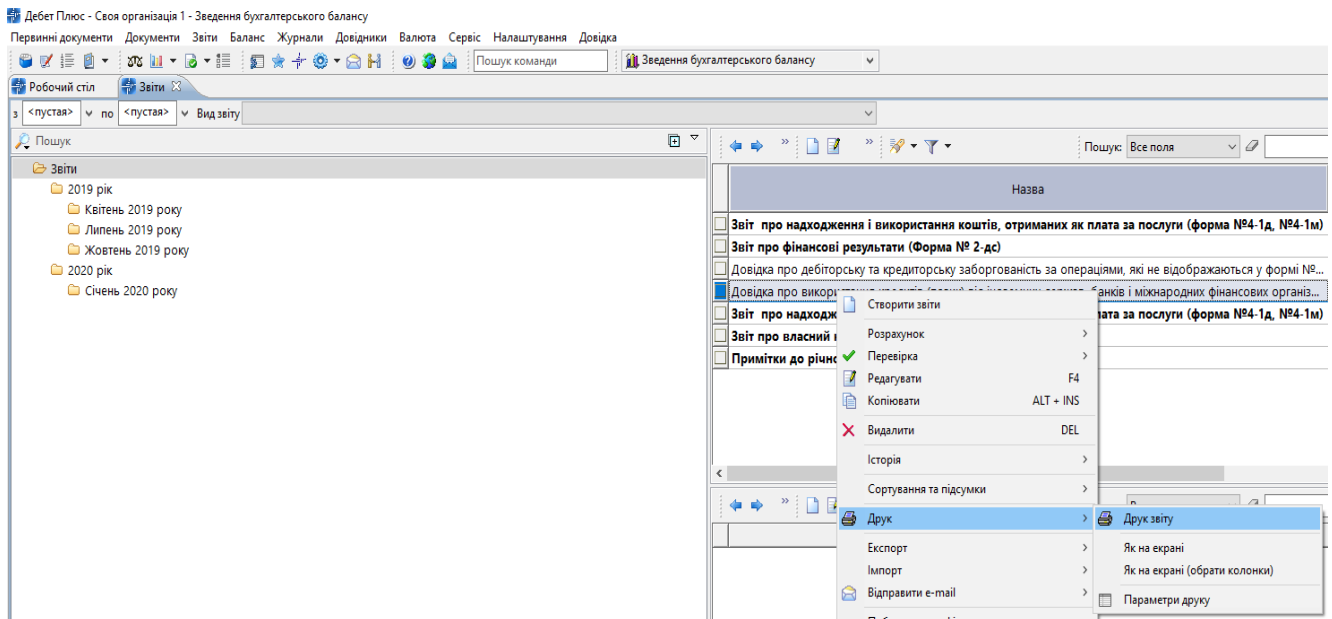 Дебет Плюс - Своя організація 1 - Зведення бухгалтерського балансу
Первинні документи Документи Звіти Баланс Журнали Довідники Валюта Сервіс Налаштування Довідка
Пошук команди Зведення бухгалтерського балансу
Робочий стіл Звіти
з <пустая> по <пустая> Вид звіту
Пошук
Пошук: Все поля
Звіти
2019 рік
Квітень 2019 року
Липень 2019 року
Жовтень 2019 року
2020 рік
Січень 2020 року
Назва
Звіт про надходження і використання коштів, отриманих як плата за послуги (форма №4-1д, №4-1м)
Звіт про фінансові результати (Форма № 2-дс)
Довідка про дебіторську та кредиторську заборгованість за операціями, які не відображаються у формі №...
Довідка про банків і міжнародних фінансових організ...
Звіт про за послуги (форма №4-1д, №4-1м)
Звіт про власний
Примітки до
Створити звіти
Розрахунок
Перевірка
Редагувати F4
Копіювати ALT + INS
Видалити DEL
Історія
Сортування та підсумки
Друк
Експорт
Імпорт
Відправити e-mail
Друк звіту
Як на екрані
Як на екрані (обрати колонки)
Параметри друку